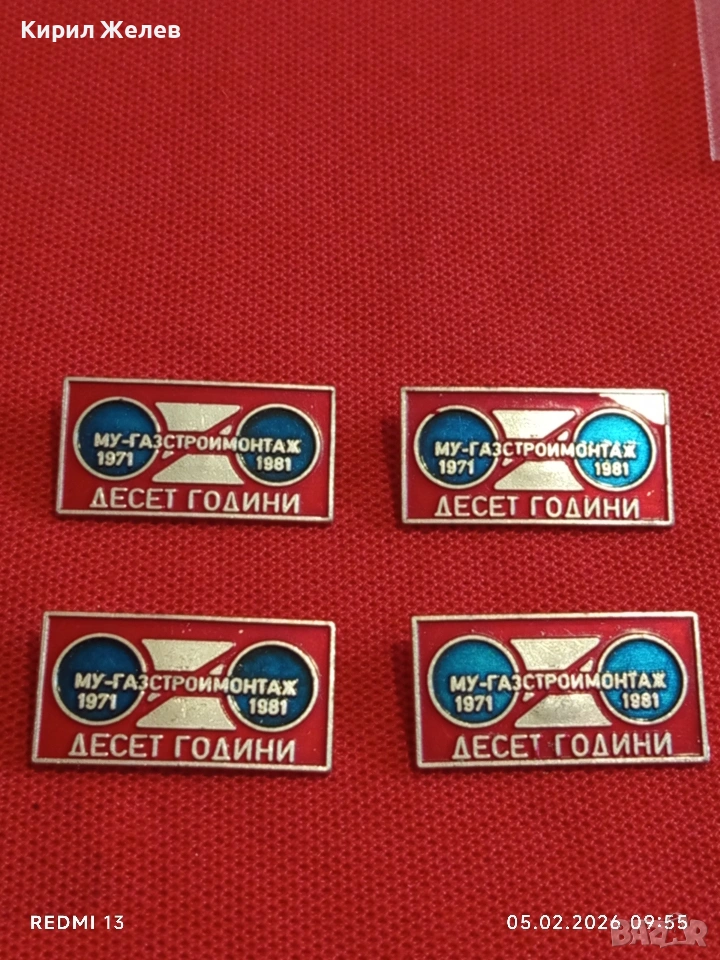 Кирил Желев
МУ-ГАЗСТРОИМОНТАЖ
1971 1981
ДЕСЕТ ГОДИНИ
МУ-ГАЗСТРОИМОНТАЖ
1971 1981
ДЕСЕТ ГОДИНИ
МУ-ГАЗСТРОИМОНТАЖ
1971 1981
ДЕСЕТ ГОДИНИ
МУ-ГАЗСТРОИМОНТАЖ
1971 1981
ДЕСЕТ ГОДИНИ
REDMI 13
05.02.2026 09:55
BAZAR